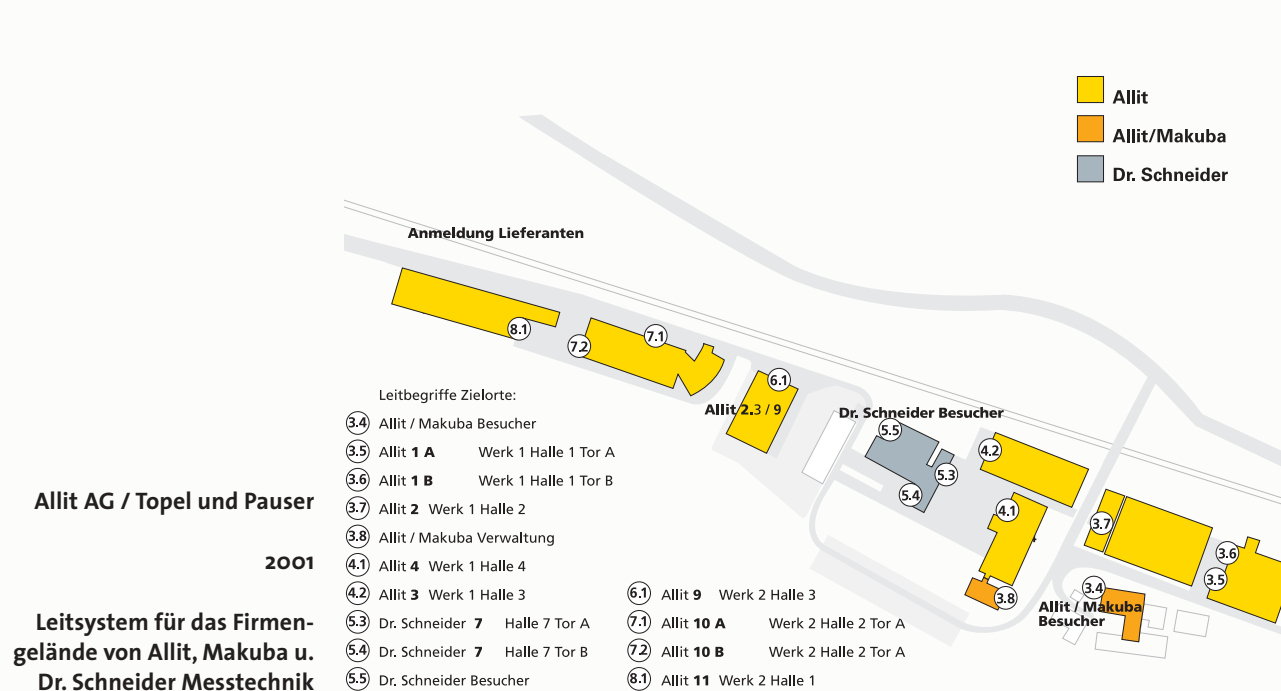 Allit
Allit/Makuba
Dr. Schneider
Anmeldung Lieferanten
8.1
7.2
7.1
6.1
Allit 2.3 / 9
Dr. Schneider Besucher
5.5
5.3
5.4
4.2
4.1
3.7
3.6
3.5
3.4
3.8
Allit / Makuba
Besucher
Allit AG / Topel und Pauser
2001
Leitsystem für das Firmen-
gelände von Allit, Makuba u.
Dr. Schneider Messtechnik
Leitbegriffe Zielorte:
3.4 Allit / Makuba Besucher
3.5 Allit 1 A Werk 1 Halle 1 Tor A
3.6 Allit 1 B Werk 1 Halle 1 Tor B
3.7 Allit 2 Werk 1 Halle 2
3.8 Allit / Makuba Verwaltung
4.1 Allit 4 Werk 1 Halle 4
4.2 Allit 3 Werk 1 Halle 3
5.3 Dr. Schneider 7 Halle 7 Tor A
5.4 Dr. Schneider 7 Halle 7 Tor B
5.5 Dr. Schneider Besucher
6.1 Allit 9 Werk 2 Halle 3
7.1 Allit 10 A Werk 2 Halle 2 Tor A
7.2 Allit 10 B Werk 2 Halle 2 Tor A
8.1 Allit 11 Werk 2 Halle 1